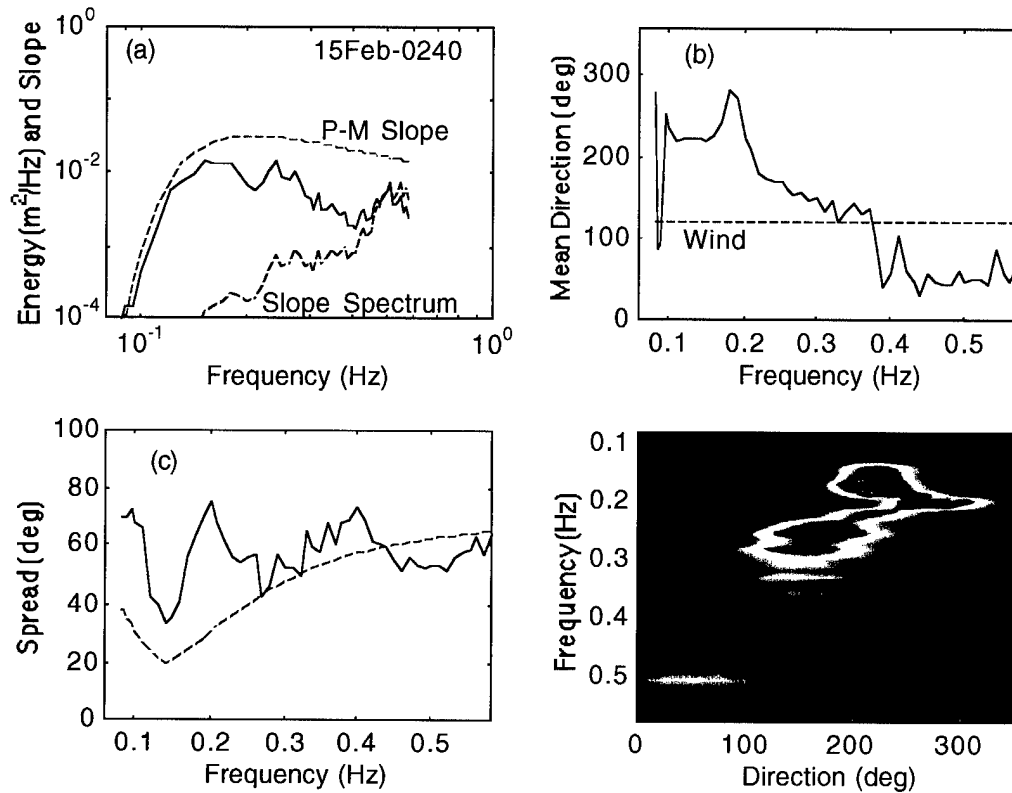 (a)
15Feb-0240
P-M Slope
Slope Spectrum
Energy (m²/Hz) and Slope
10⁰
10⁻²
10⁻⁴
10⁻¹
10⁰
Frequency (Hz)
(b)
Wind
Mean Direction (deg)
300
200
100
0
0.1 0.2 0.3 0.4 0.5
Frequency (Hz)
(c)
Spread (deg)
100
80
60
40
20
0
0.1 0.2 0.3 0.4 0.5
Frequency (Hz)
Frequency (Hz)
0.1
0.2
0.3
0.4
0.5
0 100 200 300
Direction (deg)